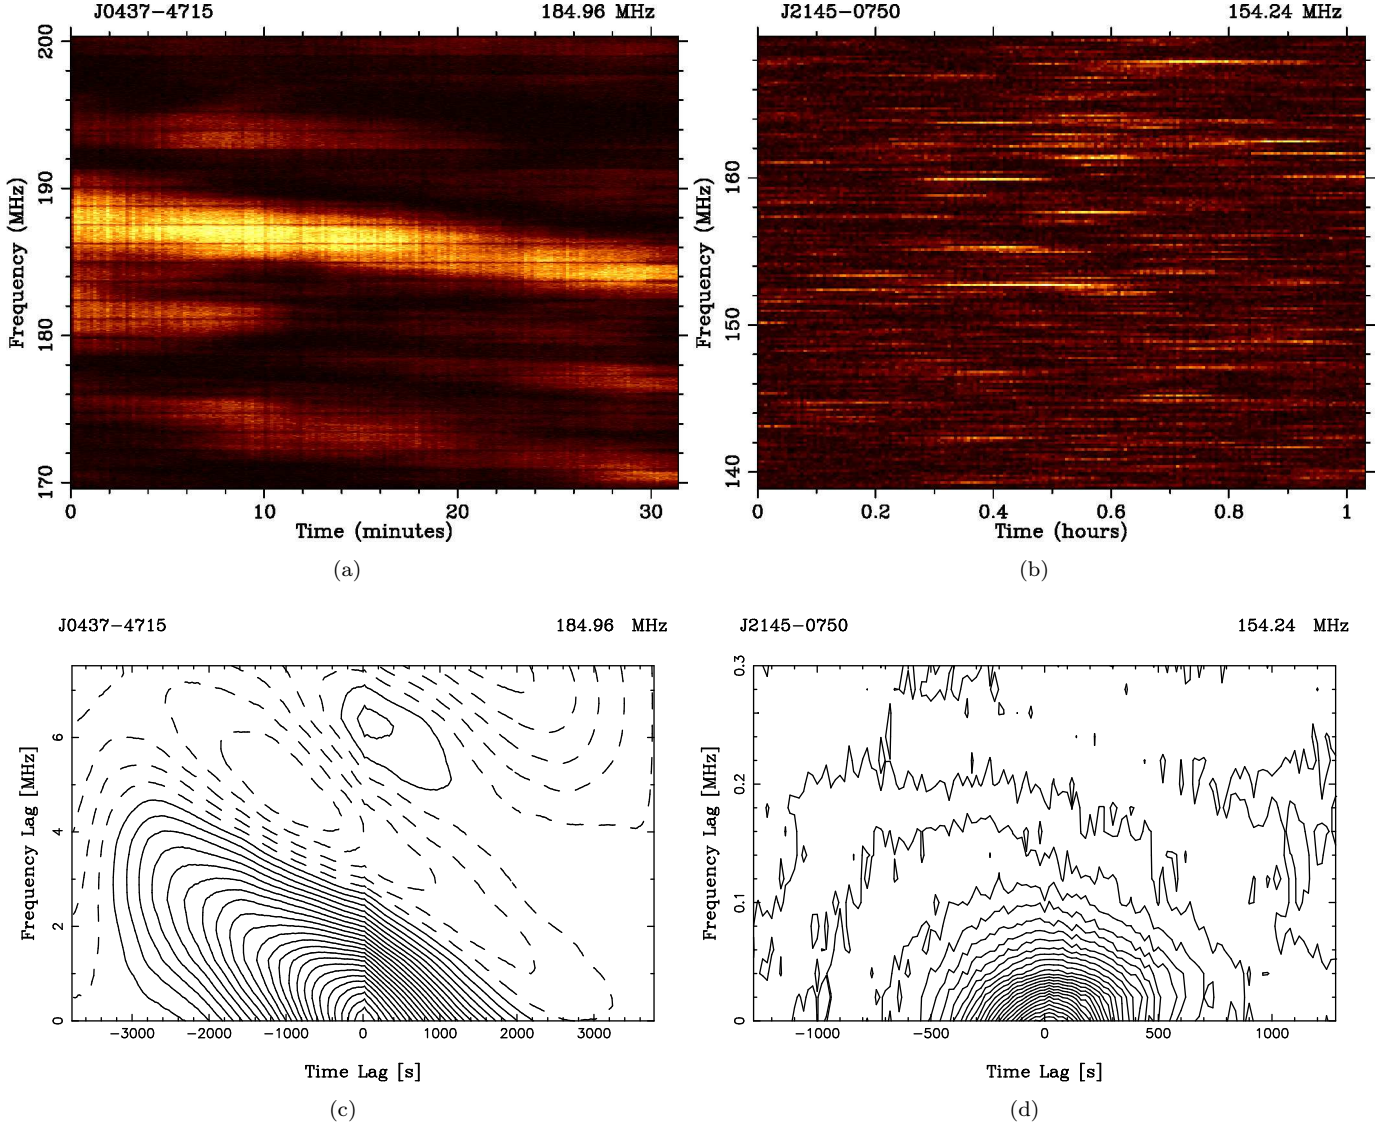 J0437-4715 184.96 MHz
200
190
180
170
Frequency (MHz)
0 10 20 30
Time (minutes)
(a)
J2145-0750 154.24 MHz
160
150
140
Frequency (MHz)
0 0.2 0.4 0.6 0.8 1
Time (hours)
(b)
J0437-4715 184.96 MHz
6
4
2
0
Frequency Lag [MHz]
-3000 -2000 -1000 0 1000 2000 3000
Time Lag [s]
(c)
J2145-0750 154.24 MHz
0.3
0.2
0.1
0
Frequency Lag [MHz]
-1000 -500 0 500 1000
Time Lag [s]
(d)